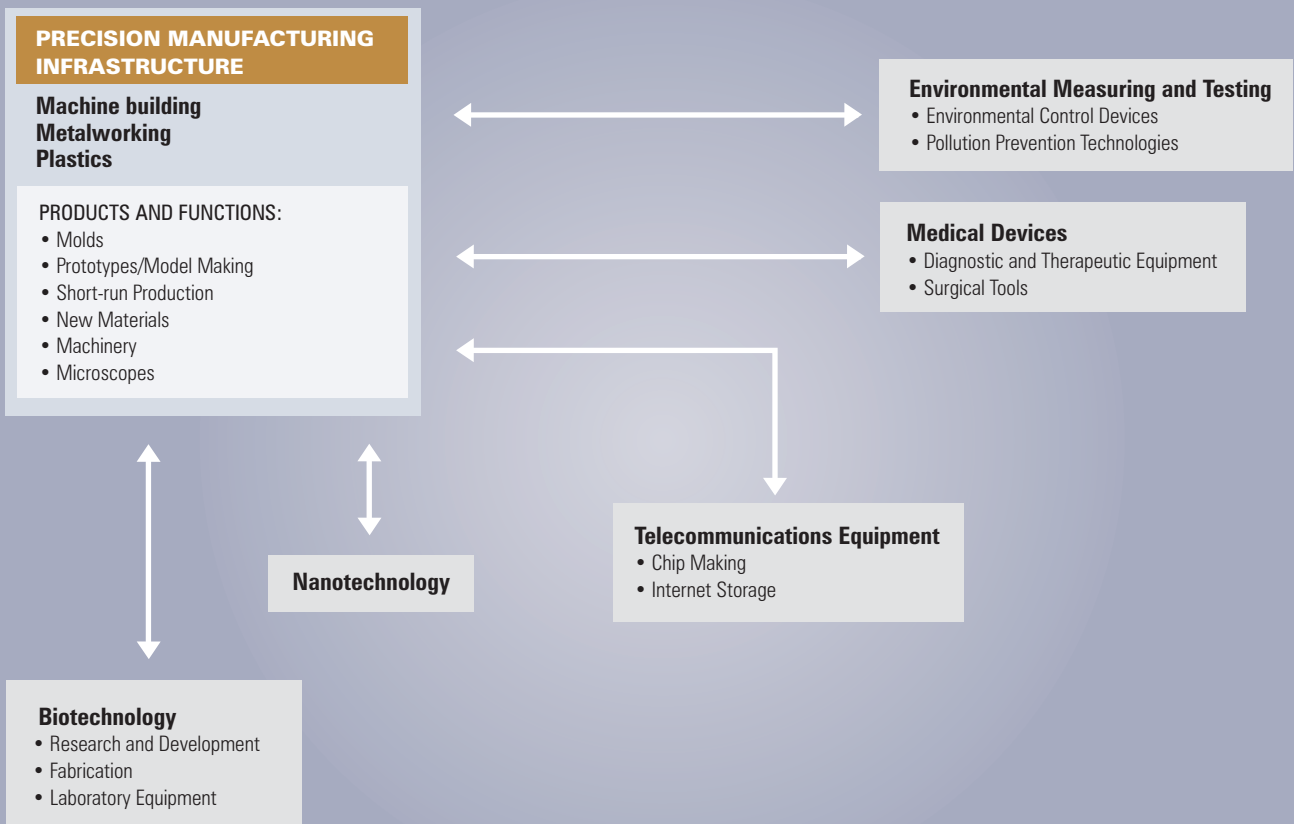 PRECISION MANUFACTURING
INFRASTRUCTURE
Machine building
Metalworking
Plastics
PRODUCTS AND FUNCTIONS:
• Molds
• Prototypes/Model Making
• Short-run Production
• New Materials
• Machinery
• Microscopes
Environmental Measuring and Testing
• Environmental Control Devices
• Pollution Prevention Technologies
Medical Devices
• Diagnostic and Therapeutic Equipment
• Surgical Tools
Telecommunications Equipment
• Chip Making
• Internet Storage
Nanotechnology
Biotechnology
• Research and Development
• Fabrication
• Laboratory Equipment